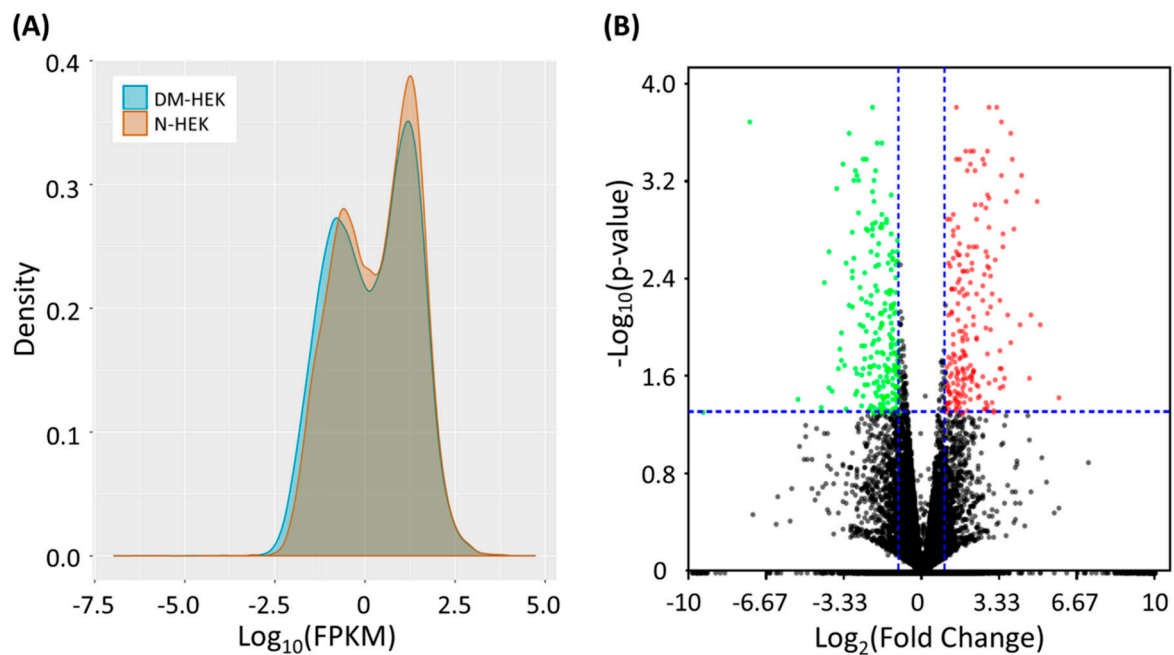 (A)
0.4
0.3
0.2
0.1
0.0
Density
DM-HEK
N-HEK
-7.5 -5.0 -2.5 0 2.5 5.0
Log₁₀(FPKM)
(B)
4.0
3.2
2.4
1.6
0.8
0
-Log₁₀(p-value)
-10 -6.67 -3.33 0 3.33 6.67 10
Log₂(Fold Change)